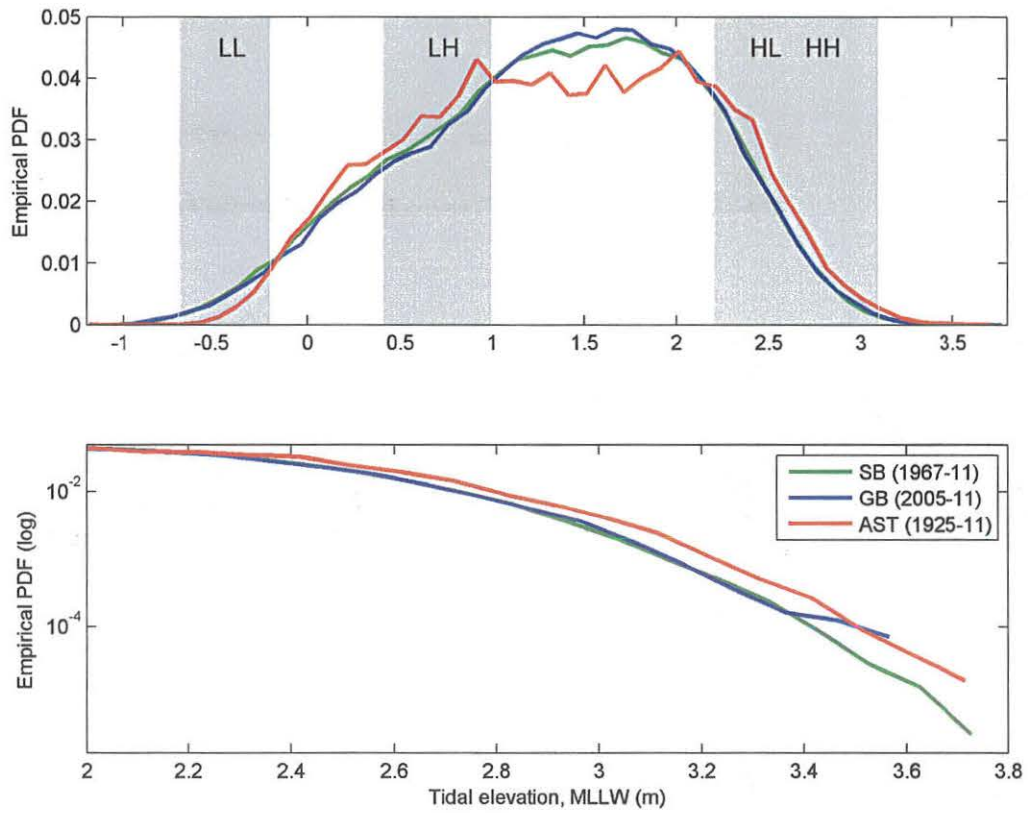 Empirical PDF
0.05
0.04
0.03
0.02
0.01
0
LL
LH
HL HH
-1 -0.5 0 0.5 1 1.5 2 2.5 3 3.5
Empirical PDF (log)
10-2
10-4
SB (1967-11)
GB (2005-11)
AST (1925-11)
2 2.2 2.4 2.6 2.8 3 3.2 3.4 3.6 3.8
Tidal elevation, MLLW (m)